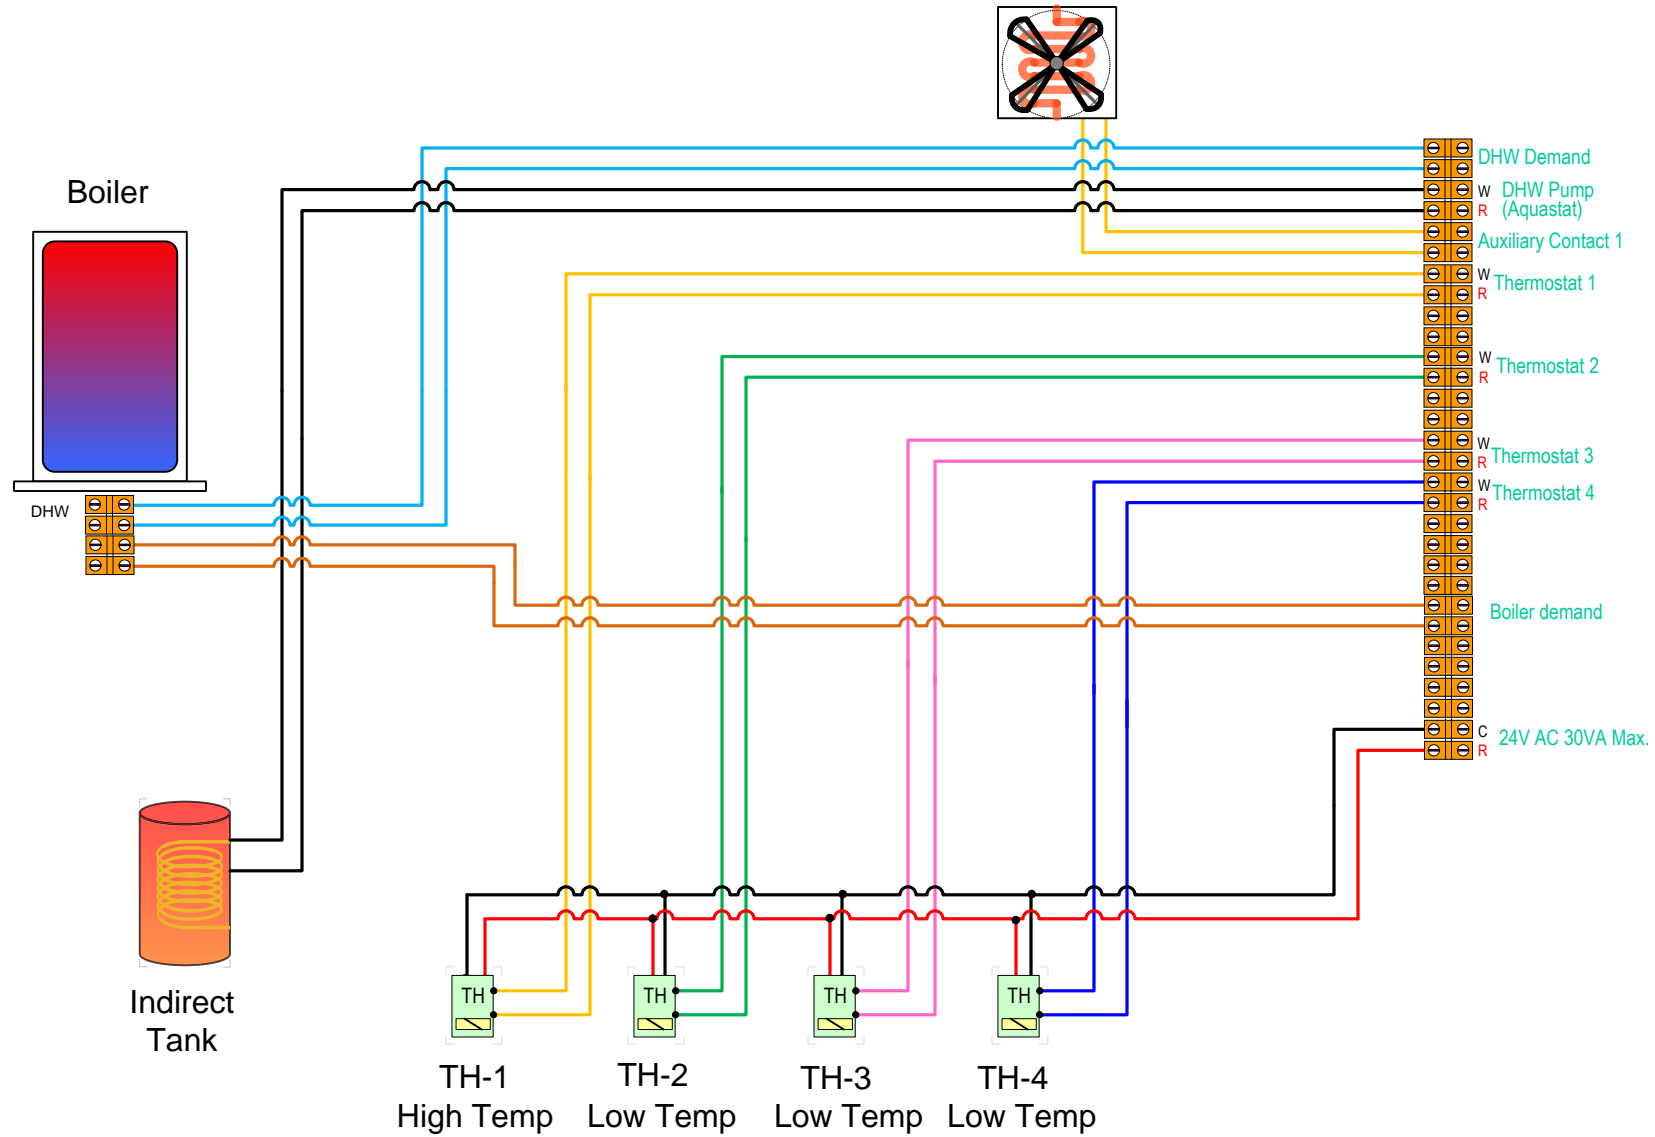 DHW Demand
Boiler
W DHW Pump
R (Aquastat)
Auxiliary Contact 1
W
Thermostat 1
R
W
Thermostat 2
R
W
Thermostat 3
R
W
Thermostat 4
R
DHW
Boiler demand
C
24V AC 30VA Max.
R
TH TH TH TH
Indirect
Tank
TH-1
High Temp
TH-2
Low Temp
TH-3
Low Temp
TH-4
Low Temp